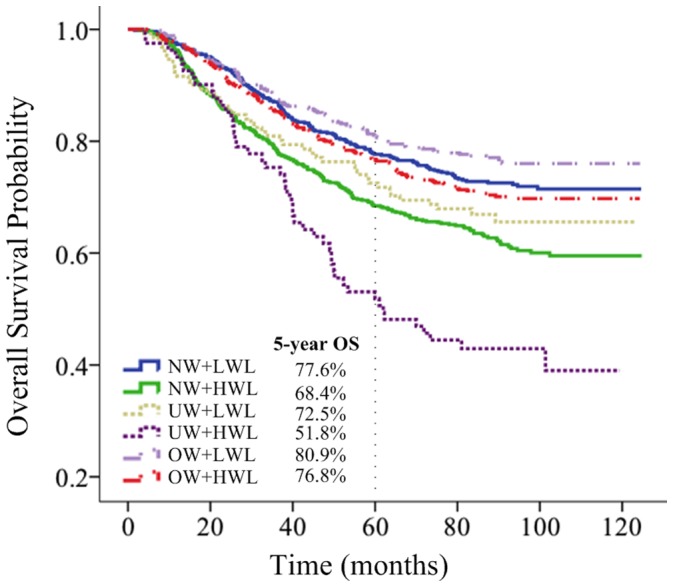 Overall Survival Probability
1.0
0.8
0.6
0.4
0.2
5-year OS
NW+LWL 77.6%
NW+HWL 68.4%
UW+LWL 72.5%
UW+HWL 51.8%
OW+LWL 80.9%
OW+HWL 76.8%
0 20 40 60 80 100 120
Time (months)